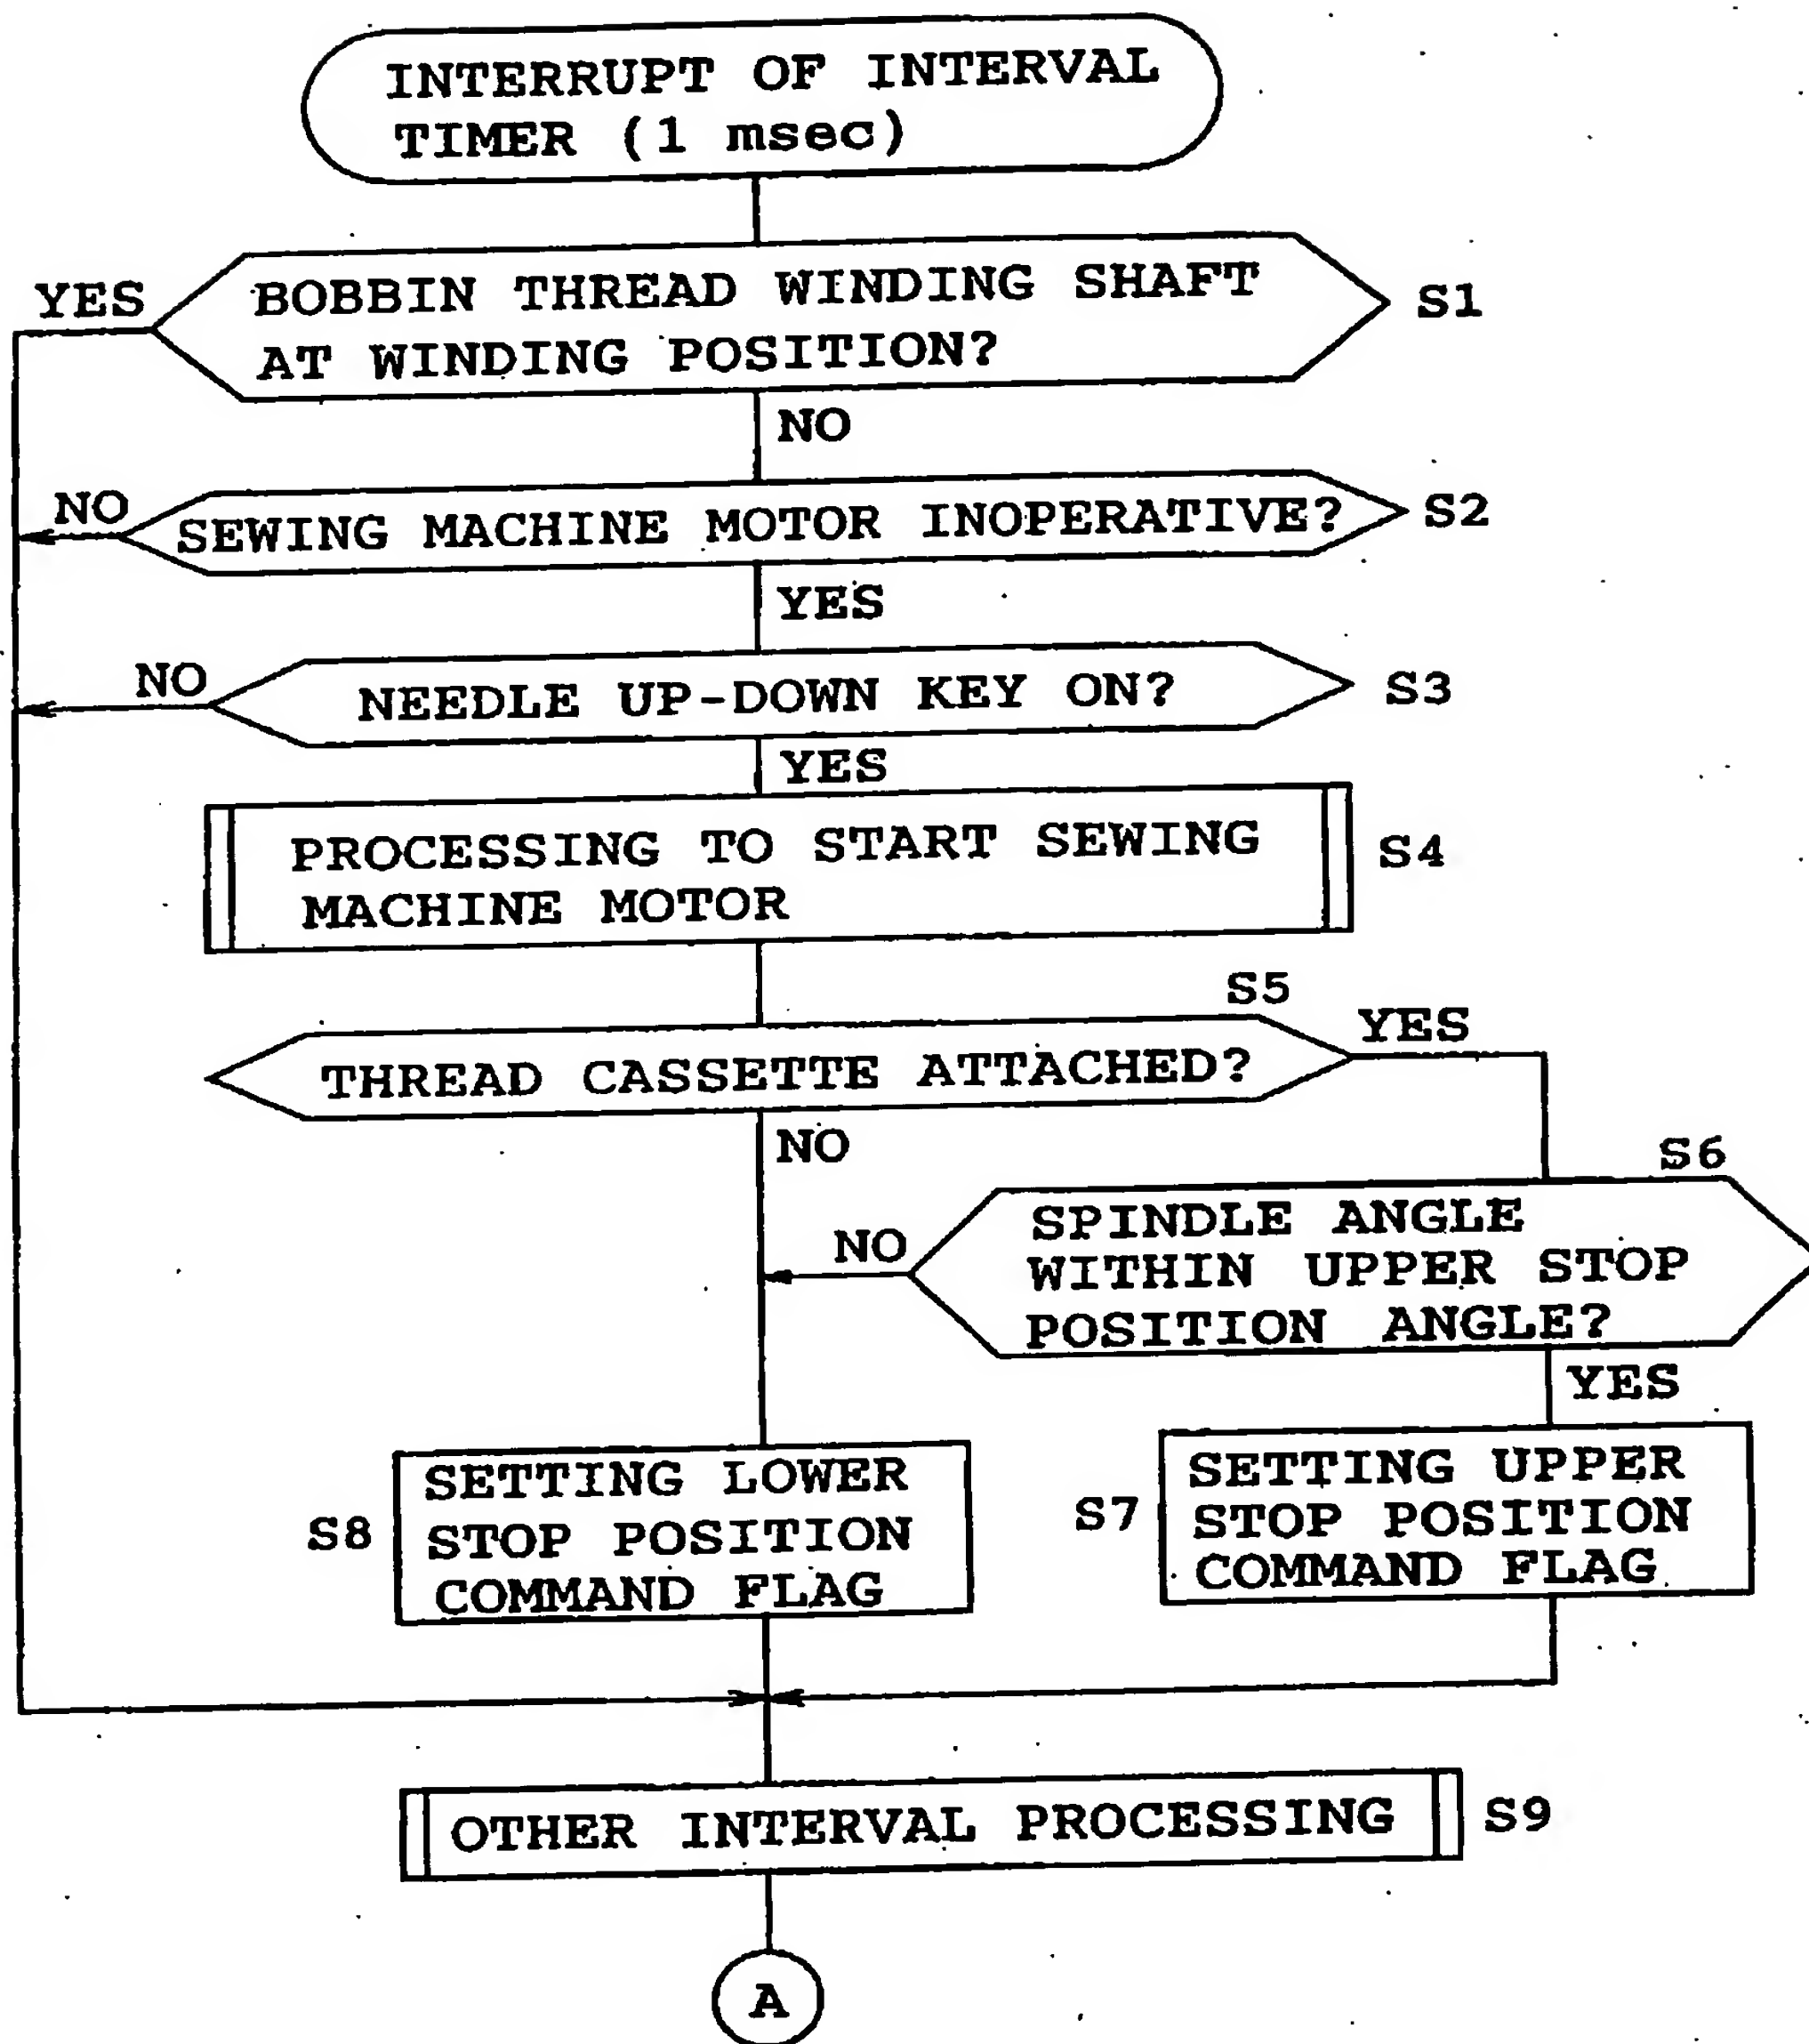 INTERRUPT OF INTERVAL
TIMER (1 msec)
YES
BOBBIN THREAD WINDING SHAFT
AT WINDING POSITION?
S1
NO
NO
SEWING MACHINE MOTOR INOPERATIVE?
S2
YES
NO
NEEDLE UP-DOWN KEY ON?
S3
YES
PROCESSING TO START SEWING
MACHINE MOTOR
S4
S5
THREAD CASSETTE ATTACHED?
YES
NO
S6
NO
SPINDLE ANGLE
WITHIN UPPER STOP
POSITION ANGLE?
YES
S8
SETTING LOWER
STOP POSITION
COMMAND FLAG
S7
SETTING UPPER
STOP POSITION
COMMAND FLAG
OTHER INTERVAL PROCESSING
S9
A